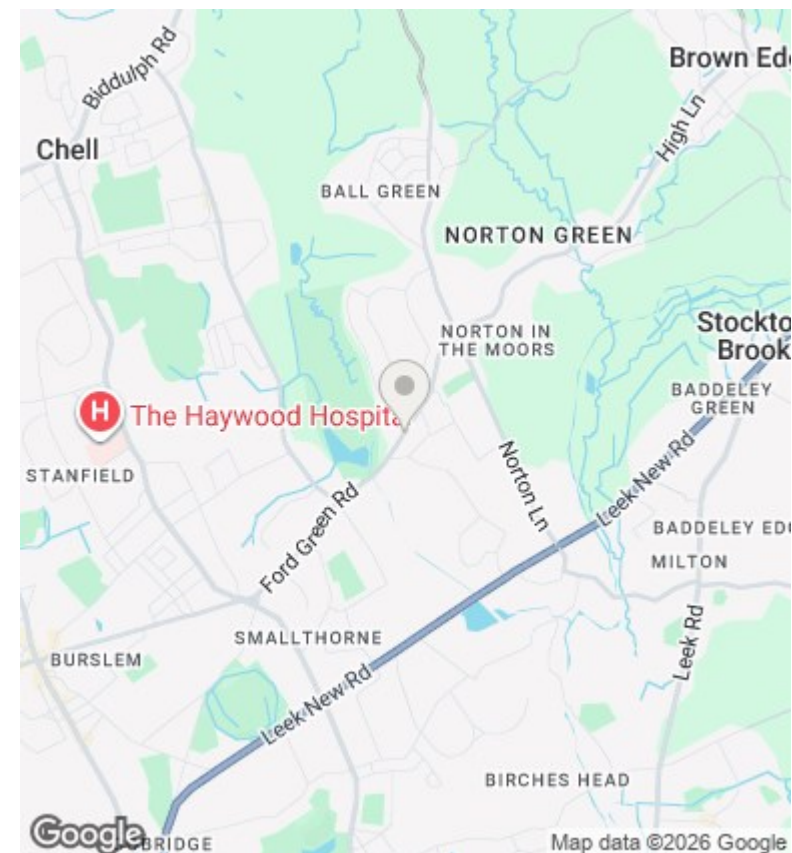 Biddulph Rd
Brown Edg
Chell
High Ln
BALL GREEN
NORTON GREEN
NORTON IN
THE MOORS
Stockto
Brook
BADDELEY
GREEN
H
The Haywood Hospita
STANFIELD
Norton Ln
Leek New Rd
Ford Green Rd
BADDELEY EDG
MILTON
SMALLTHORNE
BURSLEM
Leek Rd
Leek New Rd
BIRCHES HEAD
Google
BRIDGE
Map data ©2026 Google